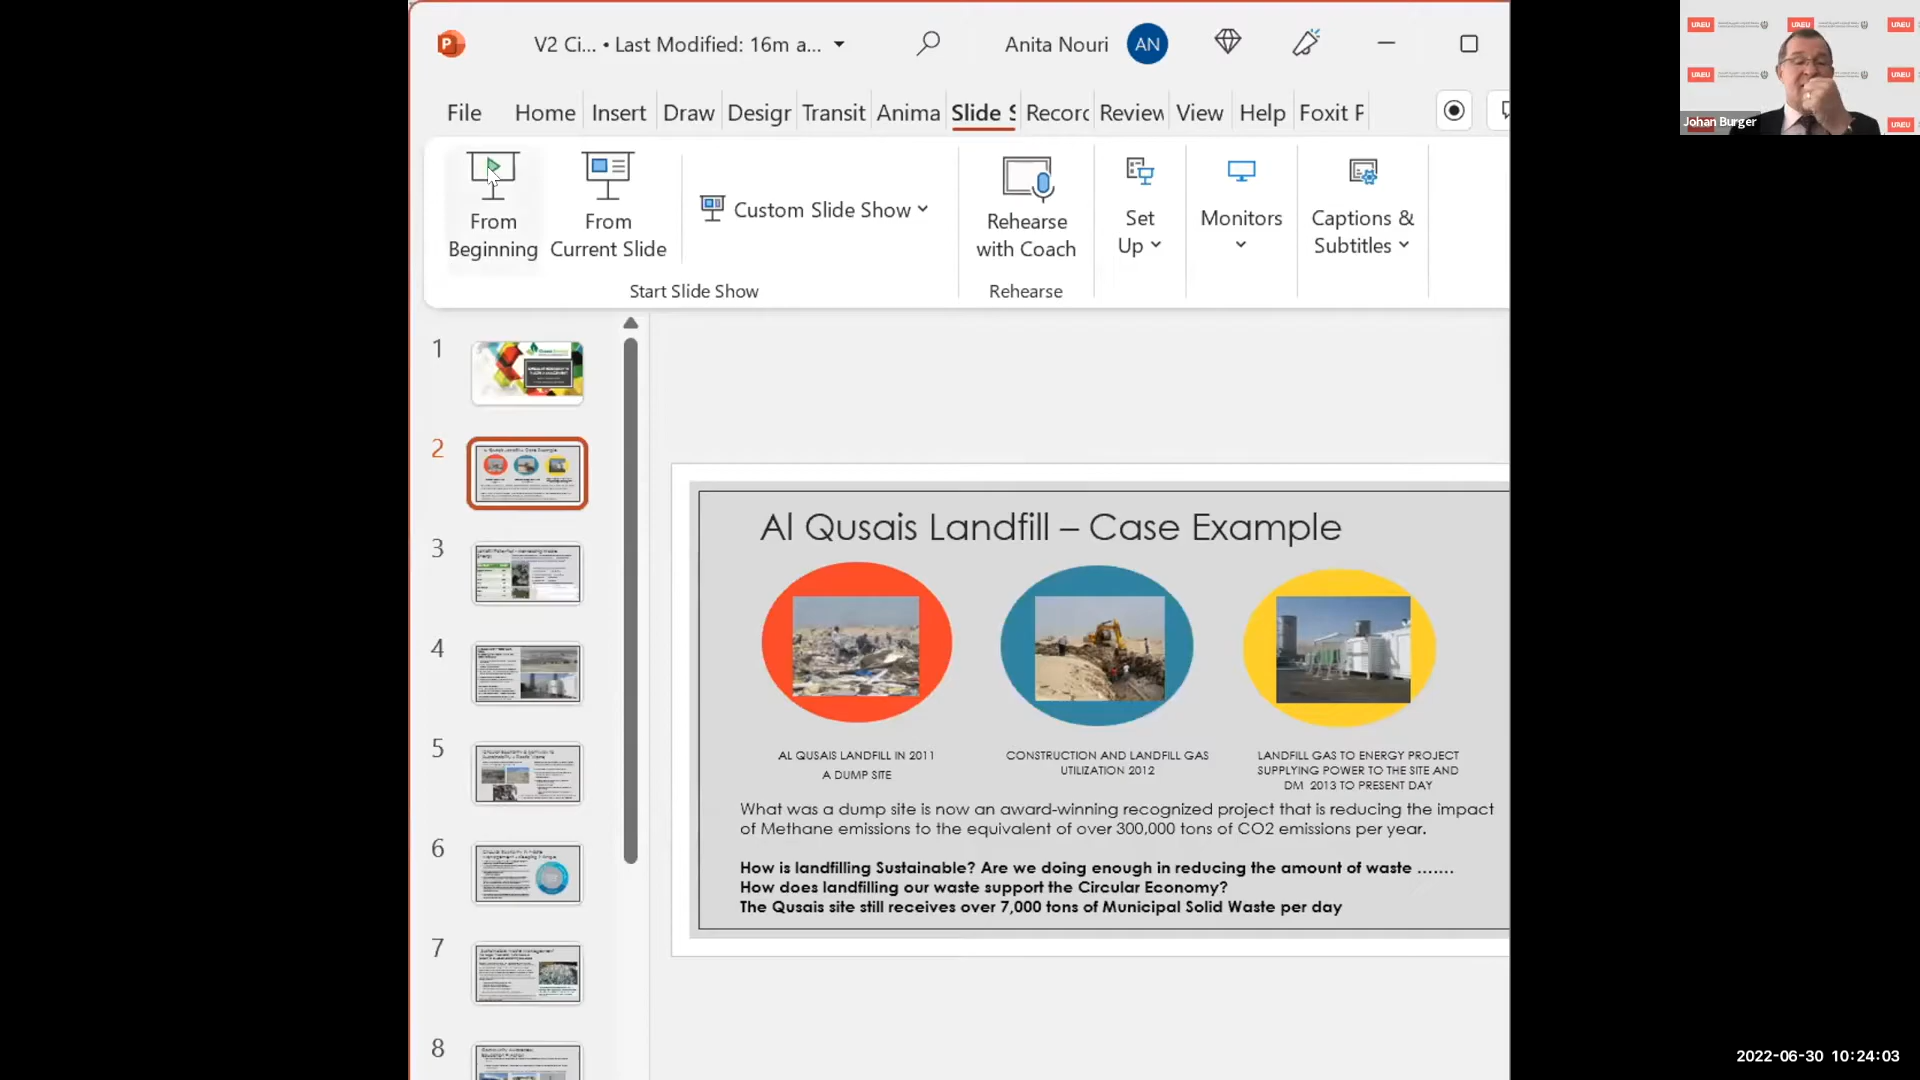 V2 Ci... • Last Modified: 16m a...
Anita Nouri
AN
File
Home
Insert
Draw
Desigr
Transit
Anima
Slide S
Record
Review
View
Help
Foxit F
From
Beginning
From
Current Slide
Custom Slide Show
Start Slide Show
Rehearse
with Coach
Rehearse
Set
Up
Monitors
Captions &
Subtitles
1
2
3
4
5
6
7
8
Al Qusais Landfill – Case Example
AL QUSAIS LANDFILL IN 2011
A DUMP SITE
CONSTRUCTION AND LANDFILL GAS
UTILIZATION 2012
LANDFILL GAS TO ENERGY PROJECT
SUPPLYING POWER TO THE SITE AND
DM 2013 TO PRESENT DAY
What was a dump site is now an award-winning recognized project that is reducing the impact
of Methane emissions to the equivalent of over 300,000 tons of CO2 emissions per year.
How is landfilling Sustainable? Are we doing enough in reducing the amount of waste .......
How does landfilling our waste support the Circular Economy?
The Qusais site still receives over 7,000 tons of Municipal Solid Waste per day
UAEU
UAEU
UAEU
UAEU
UAEU
UAEU
Johan Burger
2022-06-30 10:24:03